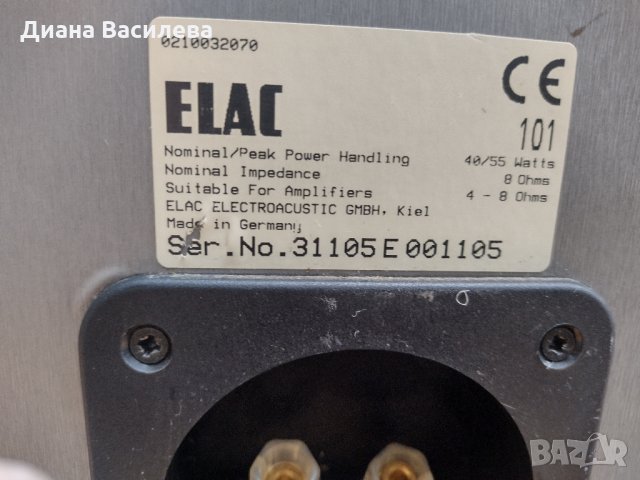 Диана Василева
0210032070
ELAC
CE
101
Nominal/Peak Power Handling 40/55 Watts
Nominal Impedance 8 Ohms
Suitable For Amplifiers 4 - 8 Ohms
ELAC ELECTROACUSTIC GMBH, Kiel
Made in Germany
Ser.No.31105E001105
BAZAR